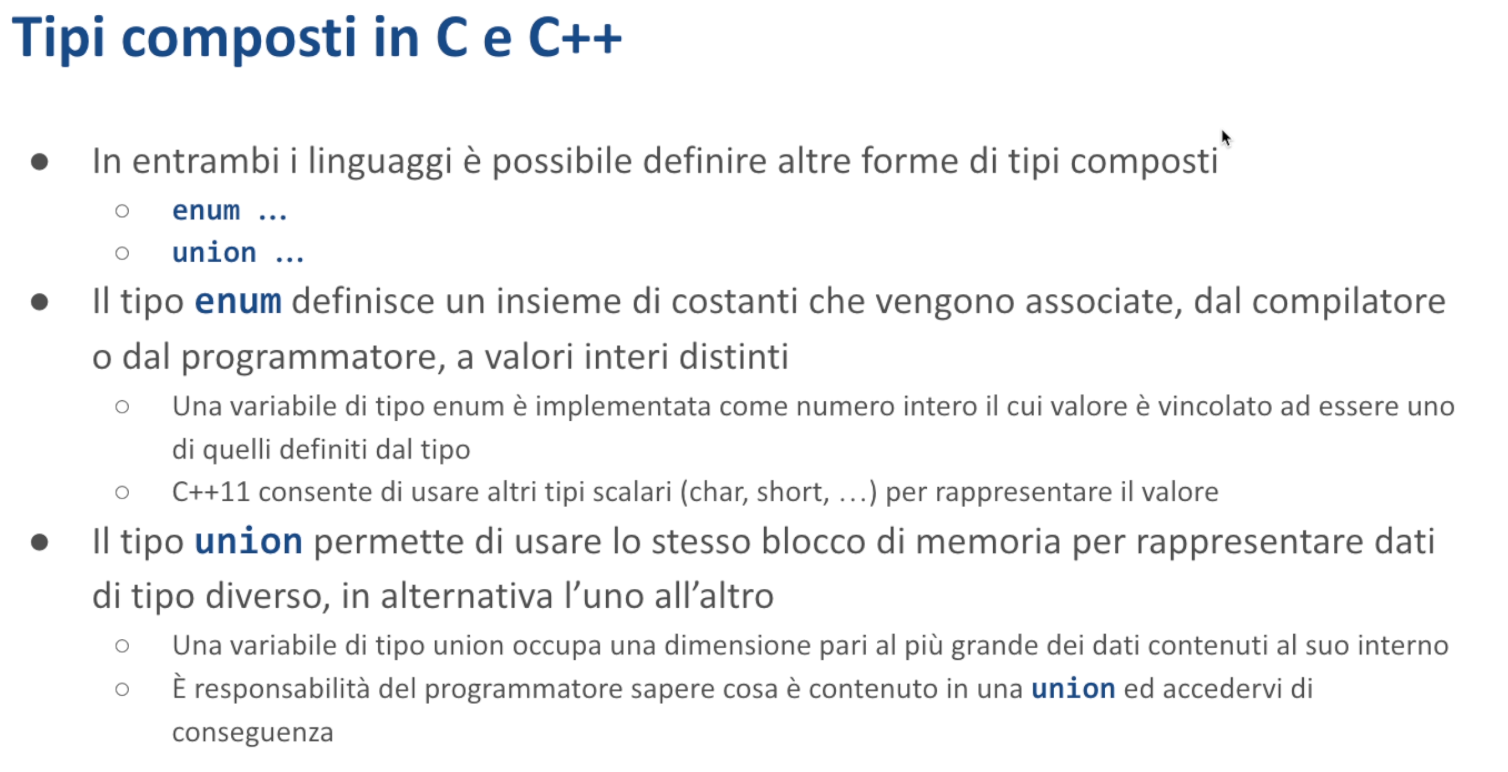 Tipi composti in C e C++
● In entrambi i linguaggi è possibile definire altre forme di tipi composti
○ enum ...
○ union ...
● Il tipo enum definisce un insieme di costanti che vengono associate, dal compilatore
o dal programmatore, a valori interi distinti
○ Una variabile di tipo enum è implementata come numero intero il cui valore è vincolato ad essere uno
di quelli definiti dal tipo
○ C++11 consente di usare altri tipi scalari (char, short, …) per rappresentare il valore
● Il tipo union permette di usare lo stesso blocco di memoria per rappresentare dati
di tipo diverso, in alternativa l’uno all’altro
○ Una variabile di tipo union occupa una dimensione pari al più grande dei dati contenuti al suo interno
○ È responsabilità del programmatore sapere cosa è contenuto in una union ed accedervi di
conseguenza